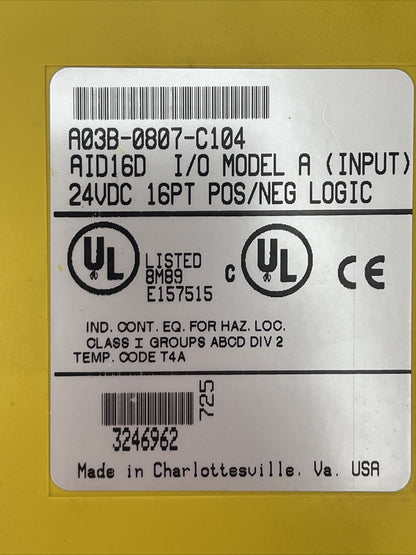 A03B-0807-C104
AID16D I/O MODEL A (INPUT)
24VDC 16PT POS/NEG LOGIC
UL LISTED C UL CE
8M89
E157515
IND. CONT. EQ. FOR HAZ. LOC.
CLASS I GROUPS ABCD DIV 2
TEMP. CODE T4A
725
3246962
Made in Charlottesville, Va. USA